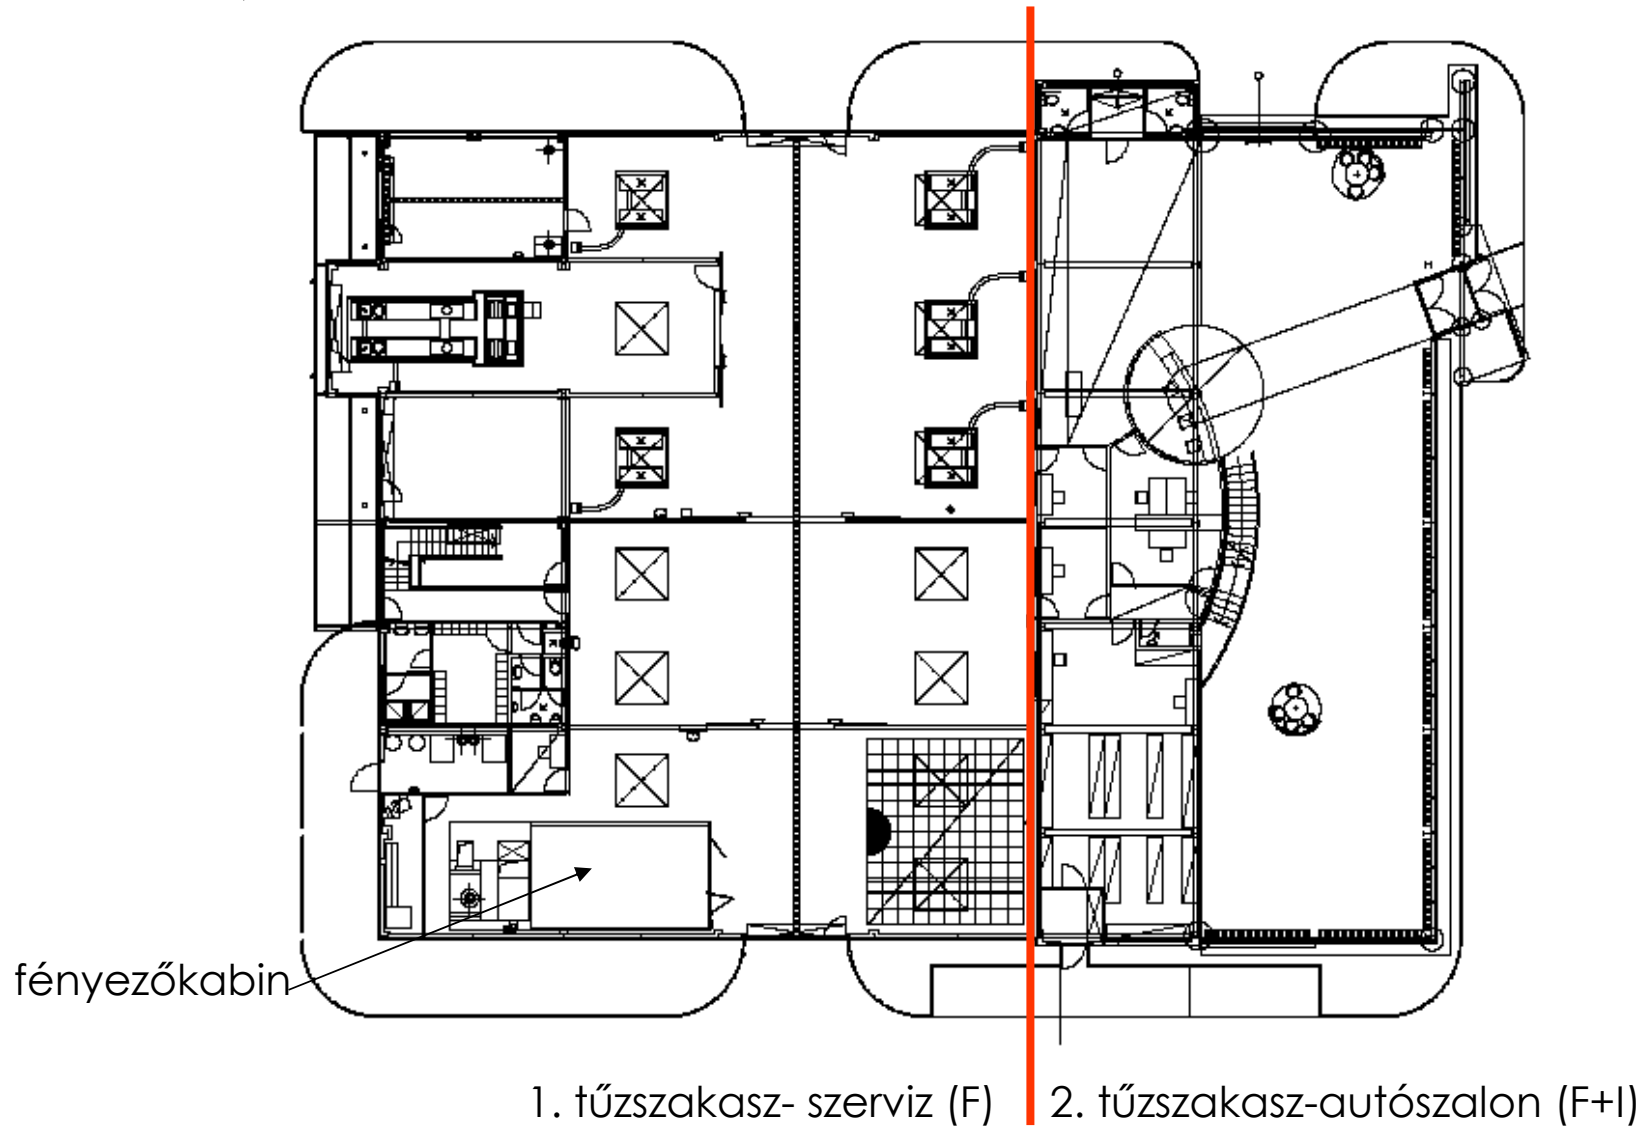 fényezőkabin
1. tűzszakasz- szerviz (F)
2. tűzszakasz-autószalon (F+I)